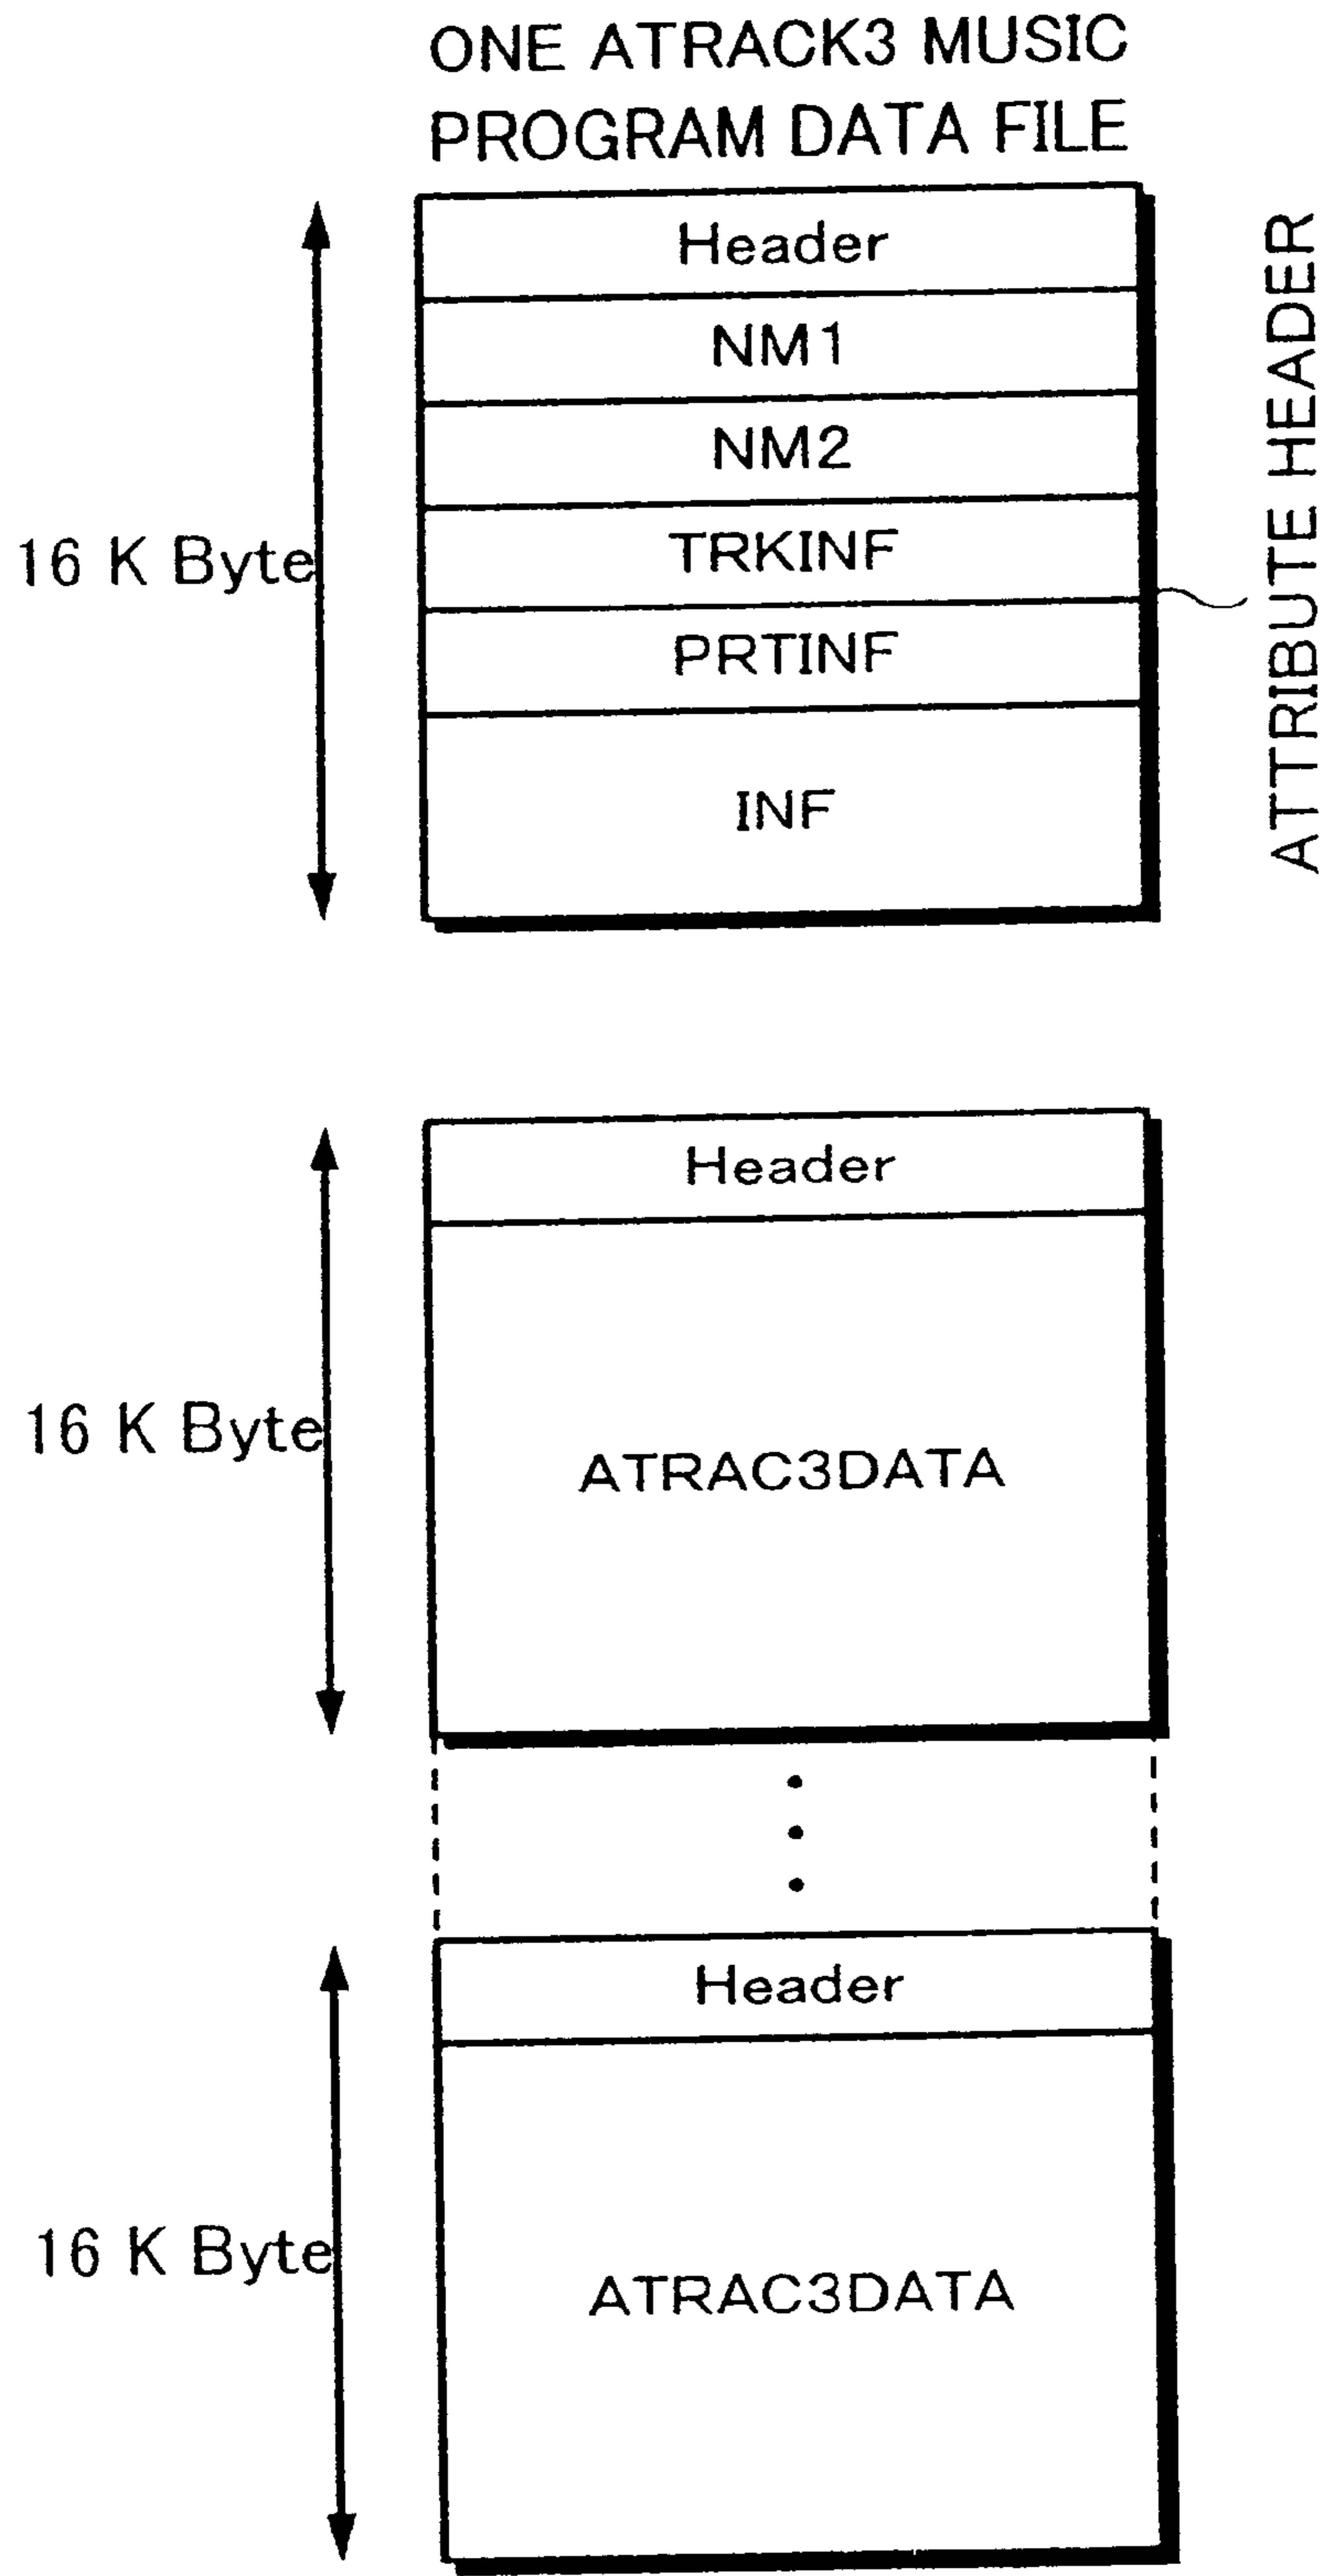 ONE ATRACK3 MUSIC
PROGRAM DATA FILE
Header
NM1
NM2
TRKINF
PRTINF
INF
16 K Byte
ATTRIBUTE HEADER
Header
ATRAC3DATA
16 K Byte
Header
ATRAC3DATA
16 K Byte